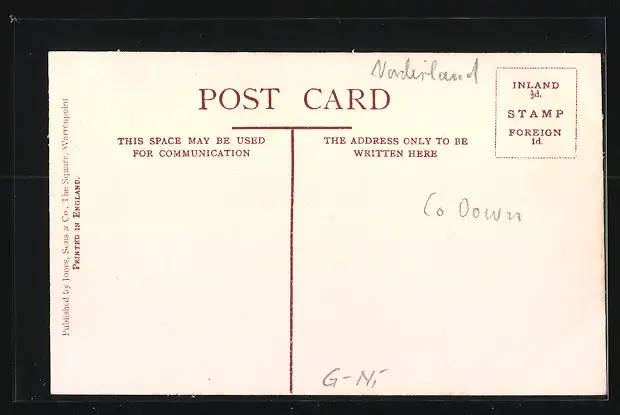 Norderland
POST CARD
INLAND
½d.
STAMP
FOREIGN
1d.
THIS SPACE MAY BE USED
FOR COMMUNICATION
THE ADDRESS ONLY TO BE
WRITTEN HERE
Co Down
G-Ni
Published by Jones, Sons & Co., The Square, Warrenpoint
PRINTED IN ENGLAND.